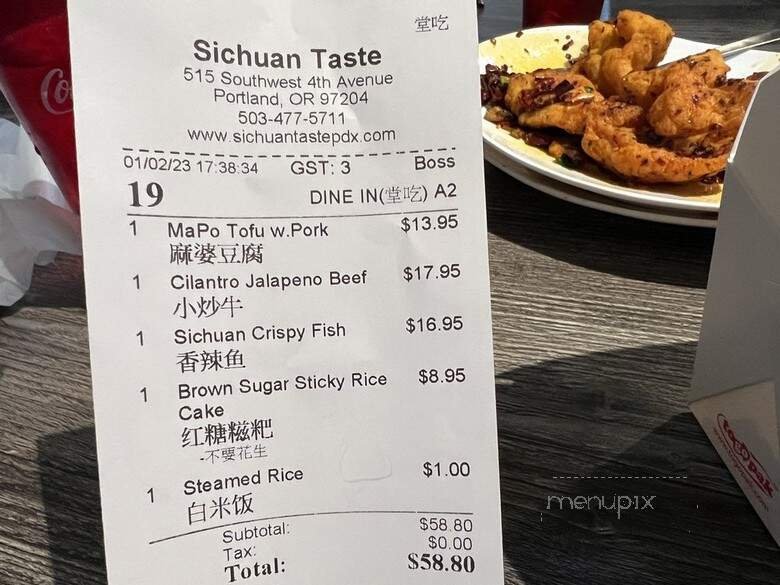 堂吃
Sichuan Taste
515 Southwest 4th Avenue
Portland, OR 97204
503-477-5711
www.sichuantastepdx.com
01/02/23 17:38:34 GST: 3 Boss
19 DINE IN(堂吃) A2
1 MaPo Tofu w.Pork $13.95
麻婆豆腐
1 Cilantro Jalapeno Beef $17.95
小炒牛
1 Sichuan Crispy Fish $16.95
香辣鱼
1 Brown Sugar Sticky Rice $8.95
Cake
红糖糍粑
-不要花生
1 Steamed Rice $1.00
白米饭
Subtotal: $58.80
Tax: $0.00
Total: $58.80
Co
menupix